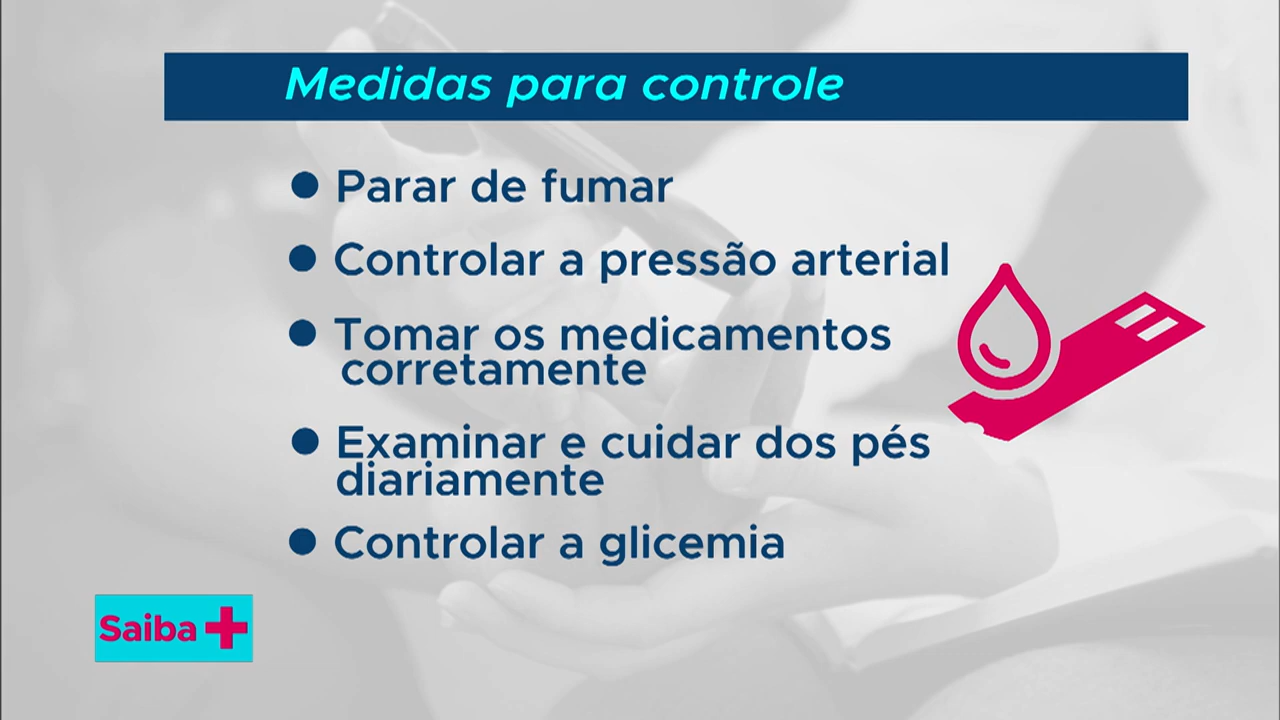 Medidas para controle
● Parar de fumar
● Controlar a pressão arterial
● Tomar os medicamentos
corretamente
● Examinar e cuidar dos pés
diariamente
● Controlar a glicemia
Saiba +